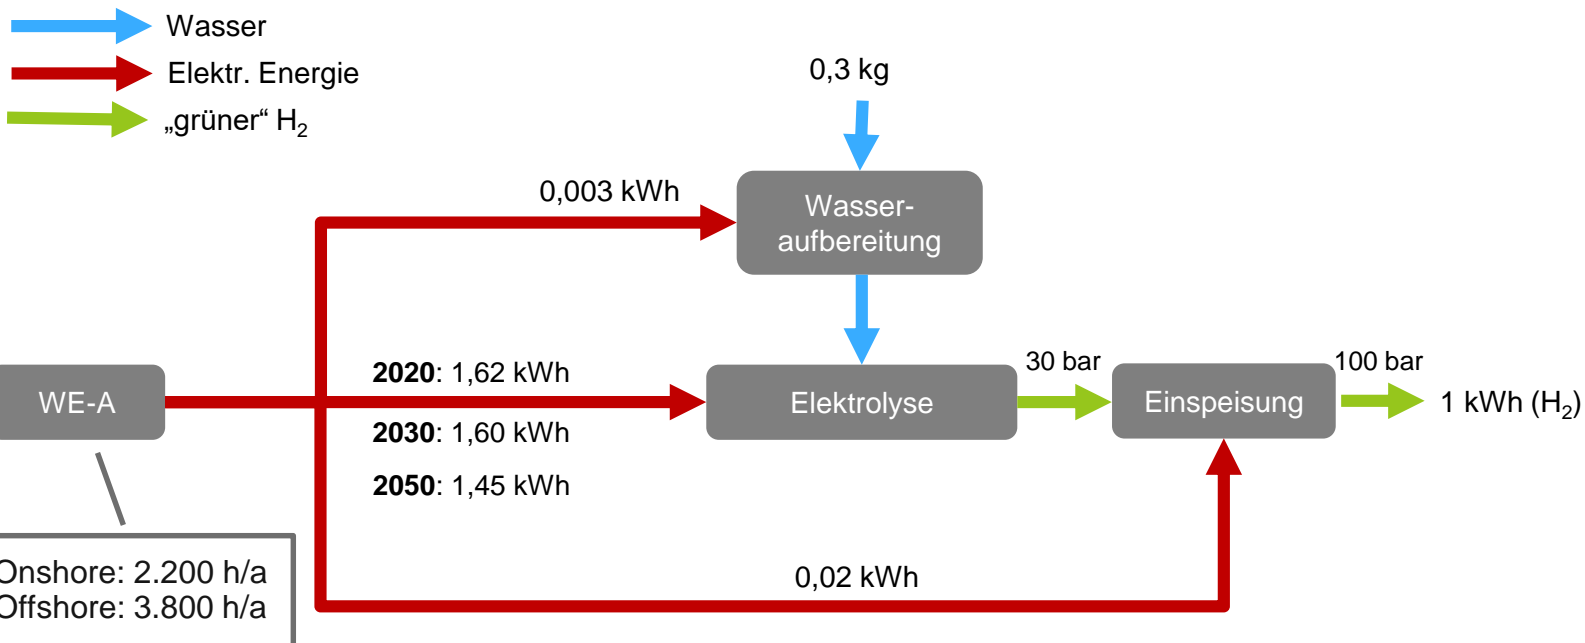 Wasser
Elektr. Energie
„grüner“ H₂
0,3 kg
0,003 kWh
Wasser-
aufbereitung
2020: 1,62 kWh
30 bar
100 bar
WE-A
Elektrolyse
Einspeisung
1 kWh (H₂)
2030: 1,60 kWh
2050: 1,45 kWh
Onshore: 2.200 h/a
Offshore: 3.800 h/a
0,02 kWh